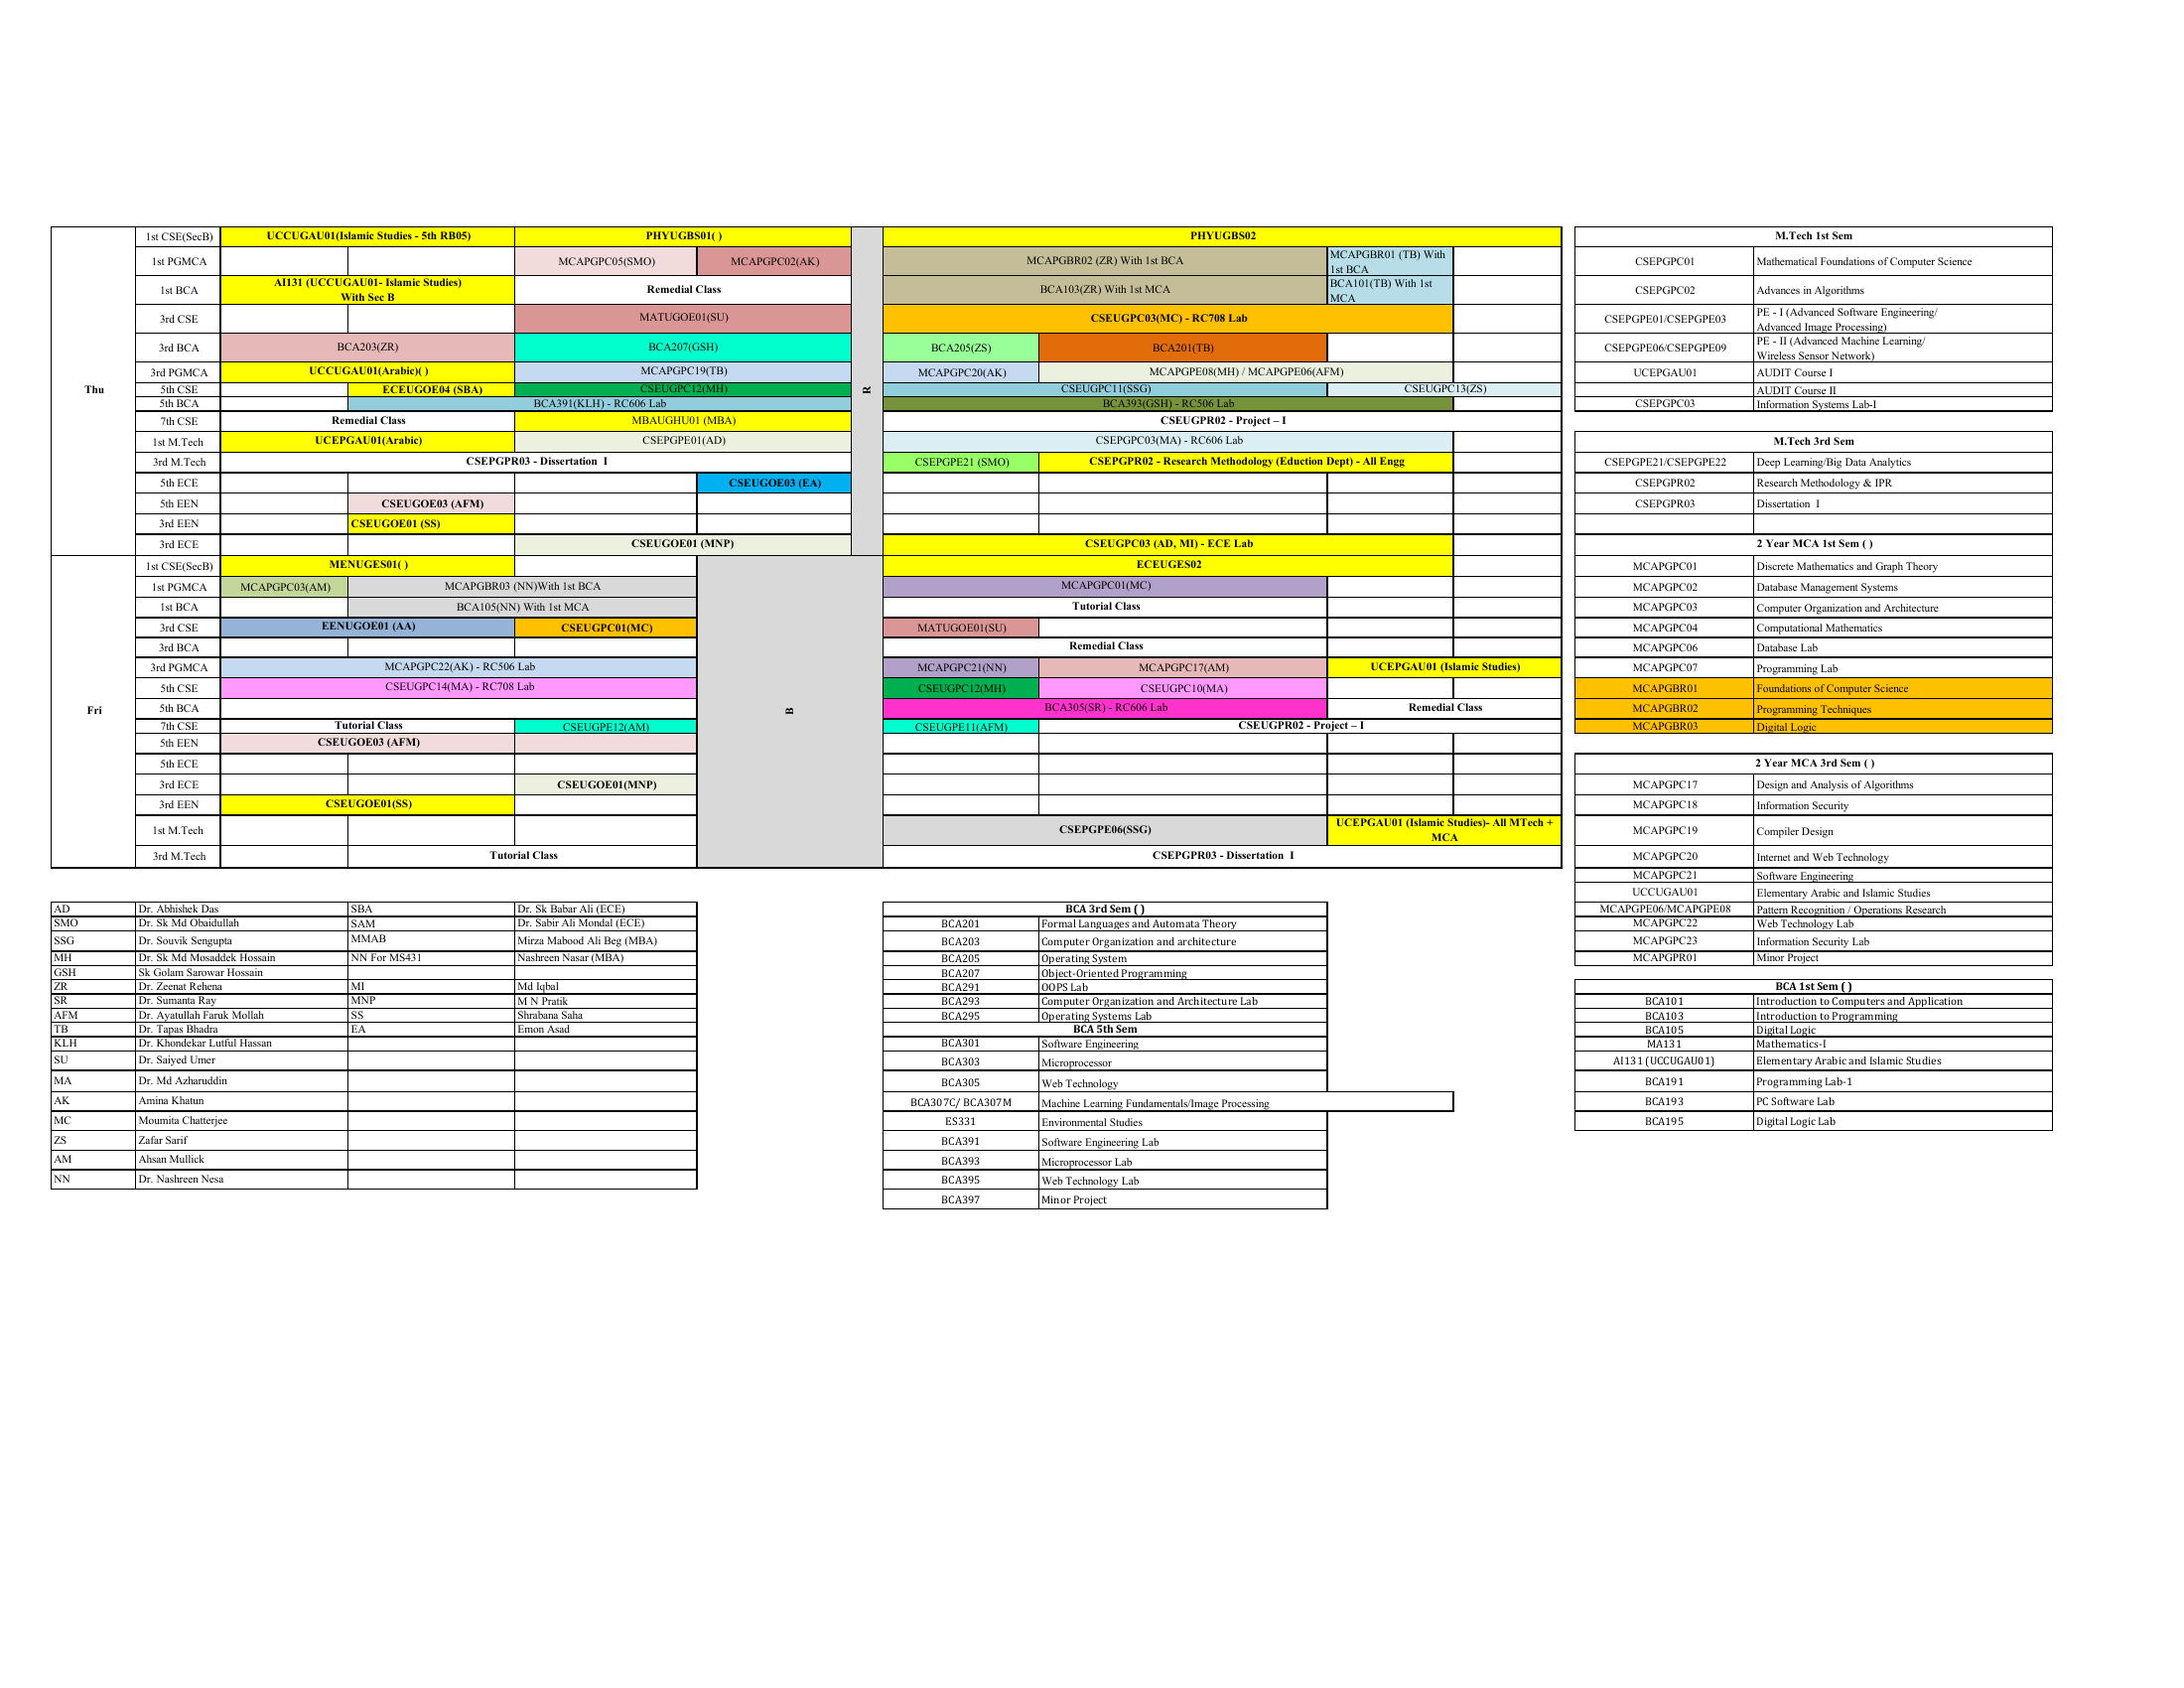 Thu
1st CSE(SecB) UCCUGAU01(Islamic Studies - 5th RB05) PHYUGBS01( ) R PHYUGBS02
1st PGMCA MCAPGPC05(SMO) MCAPGPC02(AK) MCAPGBR02 (ZR) With 1st BCA MCAPGBR01 (TB) With
1st BCA
1st BCA AI131 (UCCUGAU01- Islamic Studies)
With Sec B Remedial Class BCA103(ZR) With 1st MCA BCA101(TB) With 1st
MCA
3rd CSE MATUGOE01(SU) CSEUGPC03(MC) - RC708 Lab
3rd BCA BCA203(ZR) BCA207(GSH) BCA205(ZS) BCA201(TB)
3rd PGMCA UCCUGAU01(Arabic)( ) MCAPGPC19(TB) MCAPGPC20(AK) MCAPGPE08(MH) / MCAPGPE06(AFM)
5th CSE ECEUGOE04 (SBA) CSEUGPC12(MH) CSEUGPC11(SSG) CSEUGPC13(ZS)
5th BCA BCA391(KLH) - RC606 Lab BCA393(GSH) - RC506 Lab
7th CSE Remedial Class MBAUGHU01 (MBA) CSEUGPR02 - Project – I
1st M.Tech UCEPGAU01(Arabic) CSEPGPE01(AD) CSEPGPC03(MA) - RC606 Lab
3rd M.Tech CSEPGPR03 - Dissertation I CSEPGPE21 (SMO) CSEPGPR02 - Research Methodology (Eduction Dept) - All Engg
5th ECE CSEUGOE03 (EA)
5th EEN CSEUGOE03 (AFM)
3rd EEN CSEUGOE01 (SS)
3rd ECE CSEUGOE01 (MNP) CSEUGPC03 (AD, MI) - ECE Lab
Fri
1st CSE(SecB) MENUGES01( ) B ECEUGES02
1st PGMCA MCAPGPC03(AM) MCAPGBR03 (NN)With 1st BCA MCAPGPC01(MC)
1st BCA BCA105(NN) With 1st MCA Tutorial Class
3rd CSE EENUGOE01 (AA) CSEUGPC01(MC) MATUGOE01(SU)
3rd BCA Remedial Class
3rd PGMCA MCAPGPC22(AK) - RC506 Lab MCAPGPC21(NN) MCAPGPC17(AM) UCEPGAU01 (Islamic Studies)
5th CSE CSEUGPC14(MA) - RC708 Lab CSEUGPC12(MH) CSEUGPC10(MA)
5th BCA BCA305(SR) - RC606 Lab Remedial Class
7th CSE Tutorial Class CSEUGPE12(AM) CSEUGPE11(AFM) CSEUGPR02 - Project – I
5th EEN CSEUGOE03 (AFM)
5th ECE
3rd ECE CSEUGOE01(MNP)
3rd EEN CSEUGOE01(SS)
1st M.Tech CSEPGPE06(SSG) UCEPGAU01 (Islamic Studies)- All MTech +
MCA
3rd M.Tech Tutorial Class CSEPGPR03 - Dissertation I
M.Tech 1st Sem
CSEPGPC01 Mathematical Foundations of Computer Science
CSEPGPC02 Advances in Algorithms
CSEPGPE01/CSEPGPE03 PE - I (Advanced Software Engineering/
Advanced Image Processing)
CSEPGPE06/CSEPGPE09 PE - II (Advanced Machine Learning/
Wireless Sensor Network)
UCEPGAU01 AUDIT Course I
AUDIT Course II
CSEPGPC03 Information Systems Lab-I
M.Tech 3rd Sem
CSEPGPE21/CSEPGPE22 Deep Learning/Big Data Analytics
CSEPGPR02 Research Methodology & IPR
CSEPGPR03 Dissertation I
2 Year MCA 1st Sem ( )
MCAPGPC01 Discrete Mathematics and Graph Theory
MCAPGPC02 Database Management Systems
MCAPGPC03 Computer Organization and Architecture
MCAPGPC04 Computational Mathematics
MCAPGPC06 Database Lab
MCAPGPC07 Programming Lab
MCAPGBR01 Foundations of Computer Science
MCAPGBR02 Programming Techniques
MCAPGBR03 Digital Logic
2 Year MCA 3rd Sem ( )
MCAPGPC17 Design and Analysis of Algorithms
MCAPGPC18 Information Security
MCAPGPC19 Compiler Design
MCAPGPC20 Internet and Web Technology
MCAPGPC21 Software Engineering
UCCUGAU01 Elementary Arabic and Islamic Studies
MCAPGPE06/MCAPGPE08 Pattern Recognition / Operations Research
MCAPGPC22 Web Technology Lab
MCAPGPC23 Information Security Lab
MCAPGPR01 Minor Project
AD Dr. Abhishek Das SBA Dr. Sk Babar Ali (ECE)
SMO Dr. Sk Md Obaidullah SAM Dr. Sabir Ali Mondal (ECE)
SSG Dr. Souvik Sengupta MMAB Mirza Mabood Ali Beg (MBA)
MH Dr. Sk Md Mosaddek Hossain NN For MS431 Nashreen Nasar (MBA)
GSH Sk Golam Sarowar Hossain
ZR Dr. Zeenat Rehena MI Md Iqbal
SR Dr. Sumanta Ray MNP M N Pratik
AFM Dr. Ayatullah Faruk Mollah SS Shrabana Saha
TB Dr. Tapas Bhadra EA Emon Asad
KLH Dr. Khondekar Lutful Hassan
SU Dr. Saiyed Umer
MA Dr. Md Azharuddin
AK Amina Khatun
MC Moumita Chatterjee
ZS Zafar Sarif
AM Ahsan Mullick
NN Dr. Nashreen Nesa
BCA 3rd Sem ( )
BCA201 Formal Languages and Automata Theory
BCA203 Computer Organization and architecture
BCA205 Operating System
BCA207 Object-Oriented Programming
BCA291 OOPS Lab
BCA293 Computer Organization and Architecture Lab
BCA295 Operating Systems Lab
BCA 5th Sem
BCA301 Software Engineering
BCA303 Microprocessor
BCA305 Web Technology
BCA307C/ BCA307M Machine Learning Fundamentals/Image Processing
ES331 Environmental Studies
BCA391 Software Engineering Lab
BCA393 Microprocessor Lab
BCA395 Web Technology Lab
BCA397 Minor Project
BCA 1st Sem ( )
BCA101 Introduction to Computers and Application
BCA103 Introduction to Programming
BCA105 Digital Logic
MA131 Mathematics-I
AI131 (UCCUGAU01) Elementary Arabic and Islamic Studies
BCA191 Programming Lab-1
BCA193 PC Software Lab
BCA195 Digital Logic Lab